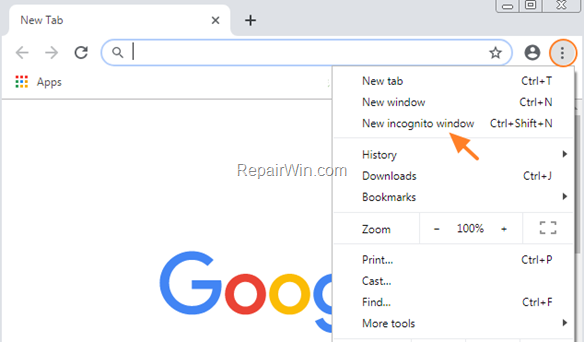 New Tab
Apps
New tab Ctrl+T
New window Ctrl+N
New incognito window Ctrl+Shift+N
History
Downloads Ctrl+J
Bookmarks
RepairWin.com
Zoom - 100% +
Google
Print... Ctrl+P
Cast...
Find... Ctrl+F
More tools